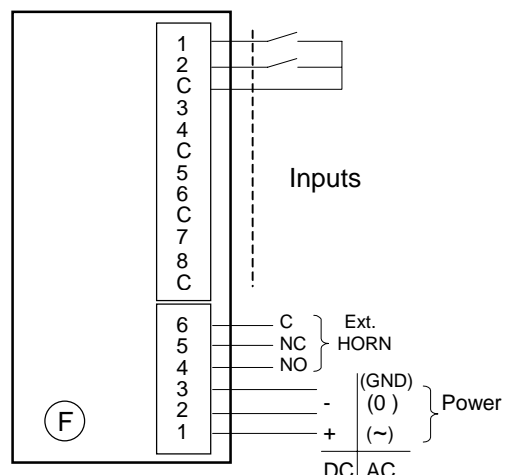 1
2
C
3
4
C
5
6
C
7
8
C
Inputs
6 C Ext.
5 NC HORN
4 NO
3 (GND)
2 - (0 ) Power
1 + (~)
F
DC AC